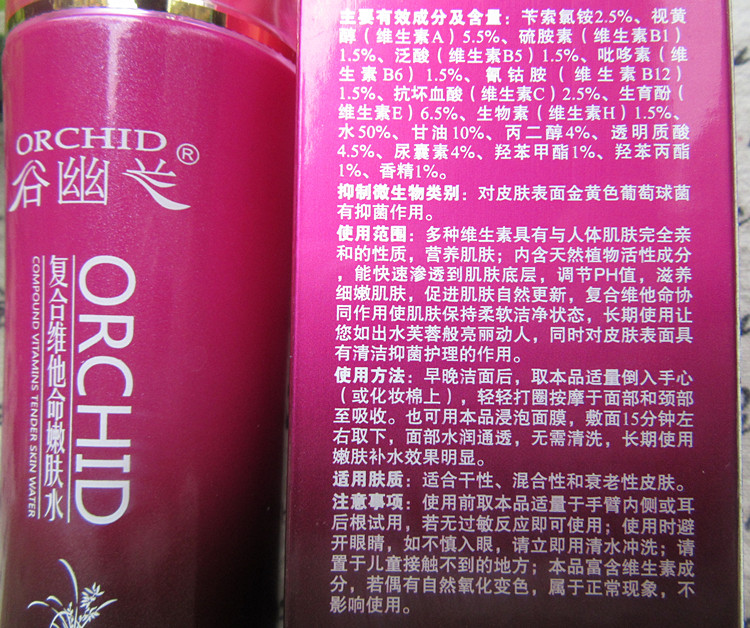 ORCHID
谷幽兰®
ORCHID
复合维他命嫩肤水
COMPOUND VITAMINS TENDER SKIN WATER
主要有效成分及含量：苄索氯铵2.5%、视黄
醇（维生素A）5.5%、硫胺素（维生素B1）
1.5%、泛酸（维生素B5）1.5%、吡哆素（维
生素B6）1.5%、氰钴胺（维生素B12）
1.5%、抗坏血酸（维生素C）2.5%、生育酚（
维生素E）6.5%、生物素（维生素H）1.5%、
水50%、甘油10%、丙二醇4%、透明质酸
4.5%、尿囊素4%、羟苯甲酯1%、羟苯丙酯
1%、香精1%。
抑制微生物类别：对皮肤表面金黄色葡萄球菌
有抑菌作用。
使用范围：多种维生素具有与人体肌肤完全亲
和的性质，营养肌肤；内含天然植物活性成分
，能快速渗透到肌肤底层，调节PH值，滋养
细嫩肌肤，促进肌肤自然更新，复合维他命协
同作用使肌肤保持柔软洁净状态，长期使用让
您如出水芙蓉般亮丽动人，同时对皮肤表面具
有清洁抑菌护理的作用。
使用方法：早晚洁面后，取本品适量倒入手心
（或化妆棉上），轻轻打圈按摩于面部和颈部
至吸收。也可用本品浸泡面膜，敷面15分钟左
右取下，面部水润通透，无需清洗，长期使用
嫩肤补水效果明显。
适用肤质：适合干性、混合性和衰老性皮肤。
注意事项：使用前取本品适量于手臂内侧或耳
后根试用，若无过敏反应即可使用；使用时避
开眼睛，如不慎入眼，请立即用清水冲洗；请
置于儿童接触不到的地方；本品富含维生素成
分，若偶有自然氧化变色，属于正常现象，不
影响使用。